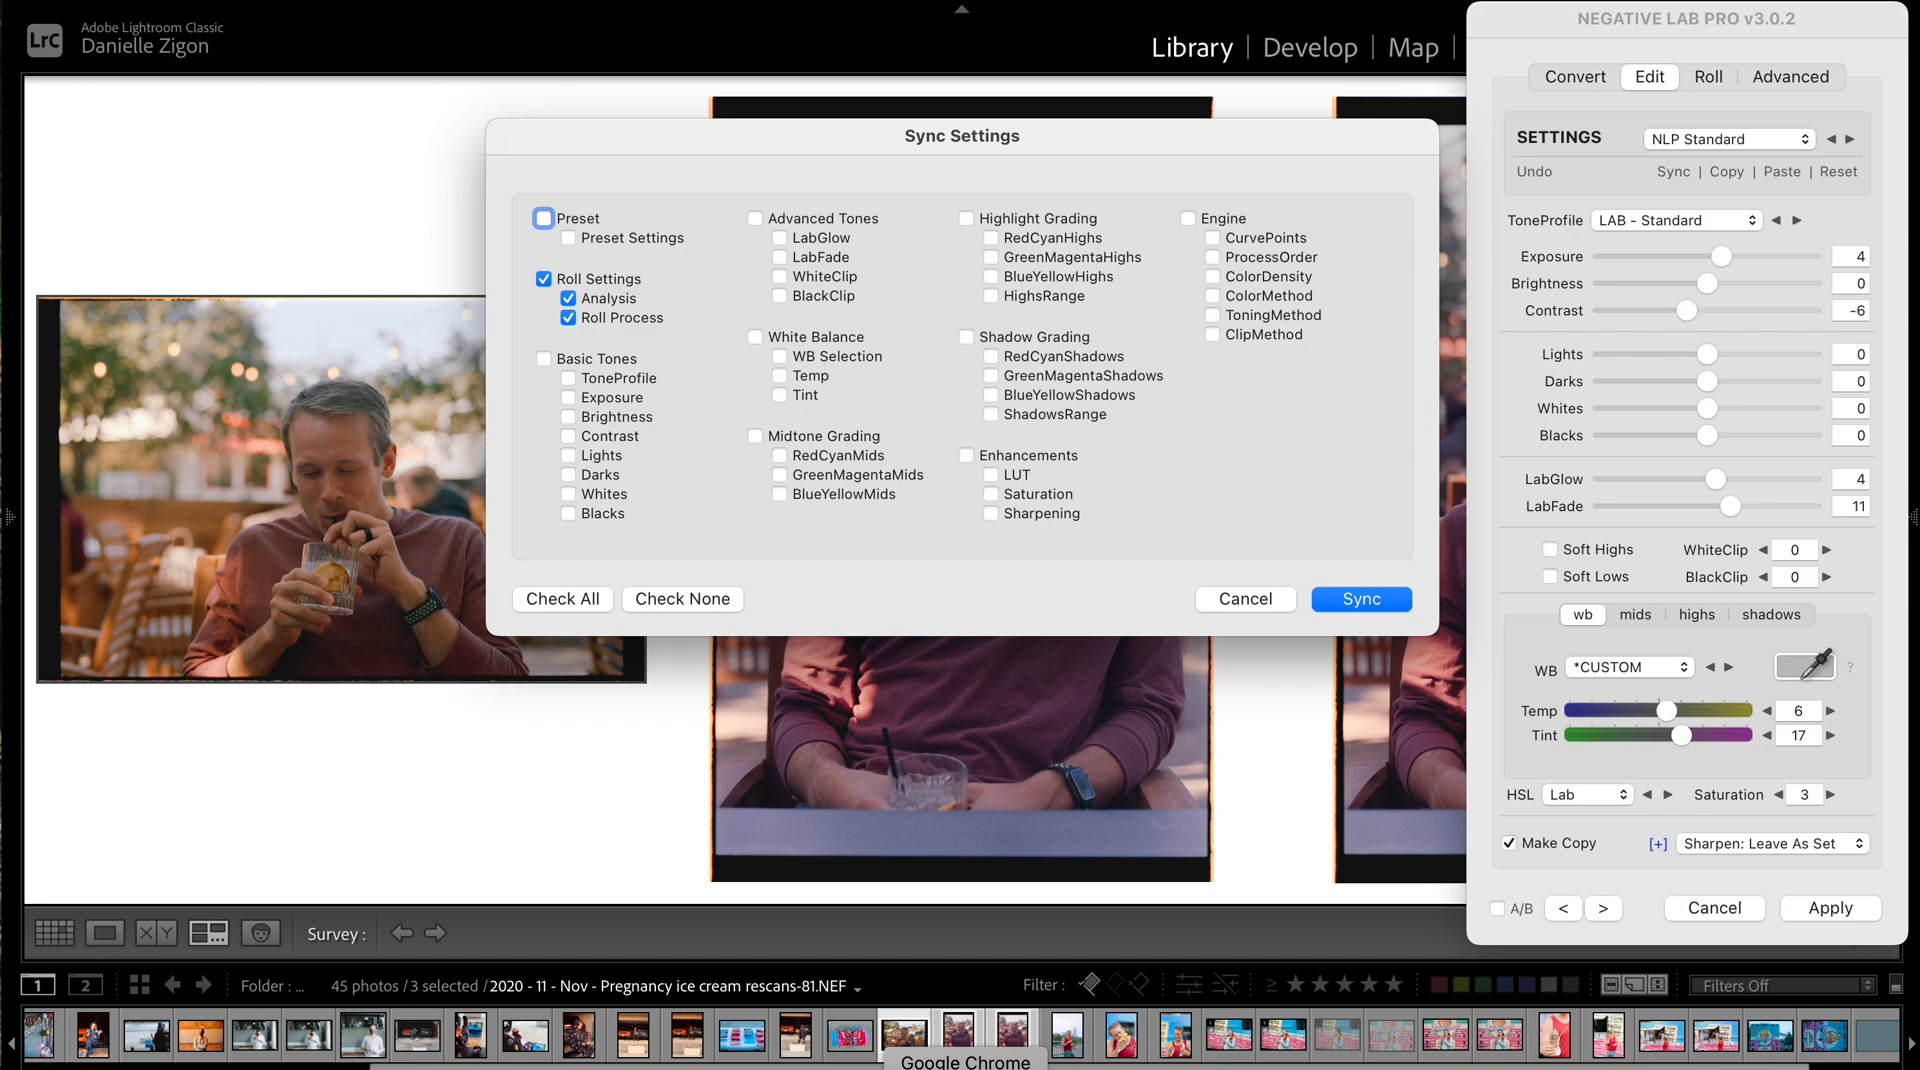 LrC
Adobe Lightroom Classic
Danielle Zigon
Library | Develop | Map |
NEGATIVE LAB PRO v3.0.2
Convert Edit Roll Advanced
SETTINGS NLP Standard
Undo Sync | Copy | Paste | Reset
ToneProfile LAB - Standard
Exposure 4
Brightness 0
Contrast -6
Lights 0
Darks 0
Whites 0
Blacks 0
LabGlow 4
LabFade 11
Soft Highs WhiteClip 0
Soft Lows BlackClip 0
wb mids highs shadows
WB *CUSTOM ?
Temp 6
Tint 17
HSL Lab Saturation 3
Make Copy [+] Sharpen: Leave As Set
A/B < > Cancel Apply
Sync Settings
Preset
Preset Settings
Roll Settings
Analysis
Roll Process
Basic Tones
ToneProfile
Exposure
Brightness
Contrast
Lights
Darks
Whites
Blacks
Advanced Tones
LabGlow
LabFade
WhiteClip
BlackClip
White Balance
WB Selection
Temp
Tint
Midtone Grading
RedCyanMids
GreenMagentaMids
BlueYellowMids
Highlight Grading
RedCyanHighs
GreenMagentaHighs
BlueYellowHighs
HighsRange
Shadow Grading
RedCyanShadows
GreenMagentaShadows
BlueYellowShadows
ShadowsRange
Enhancements
LUT
Saturation
Sharpening
Engine
CurvePoints
ProcessOrder
ColorDensity
ColorMethod
ToningMethod
ClipMethod
Check All Check None Cancel Sync
XY Survey :
1 2 Folder : ... 45 photos / 3 selected / 2020 - 11 - Nov - Pregnancy ice cream rescans-81.NEF Filter : ≥ ★★★★★ Filters Off
Google Chrome